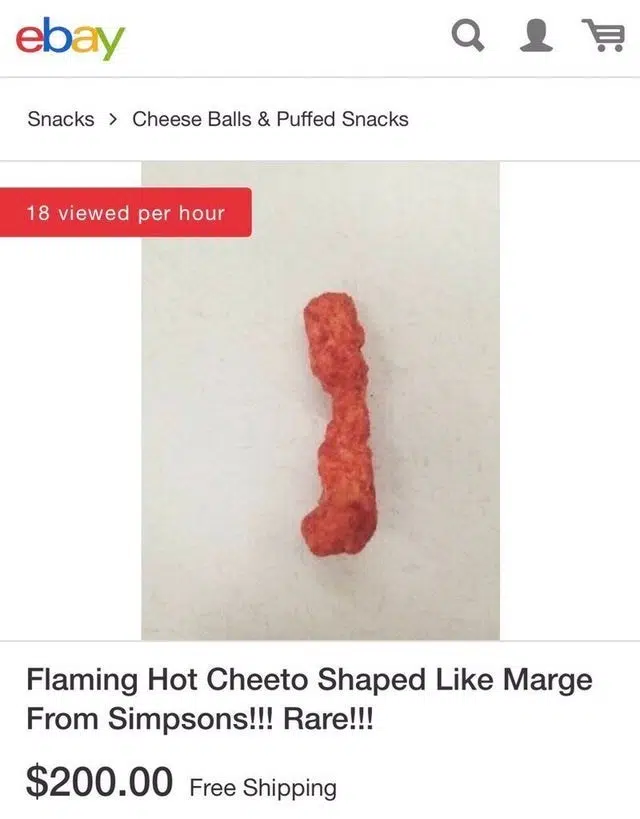 ebay
Snacks > Cheese Balls & Puffed Snacks
18 viewed per hour
Flaming Hot Cheeto Shaped Like Marge
From Simpsons!!! Rare!!!
$200.00 Free Shipping